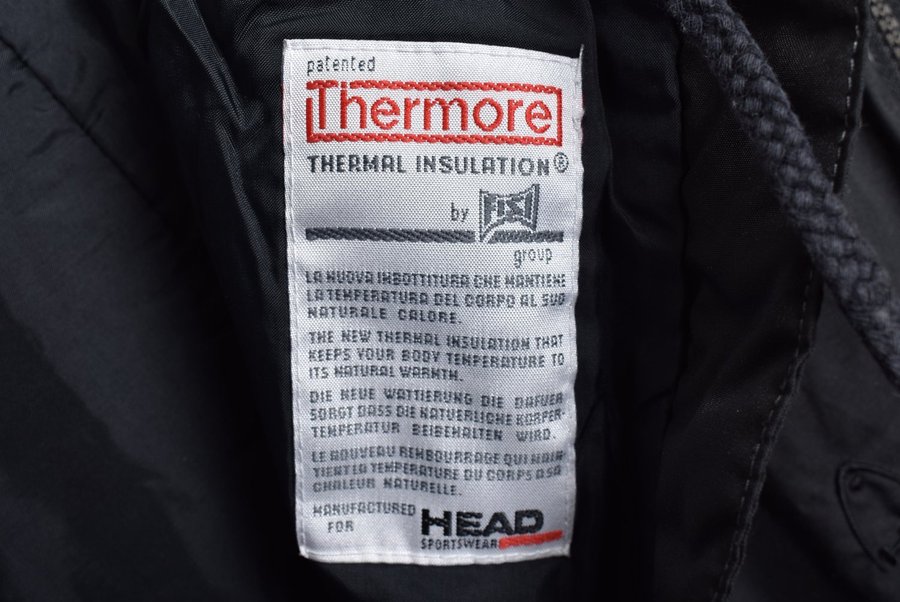 patented
Thermore
THERMAL INSULATION®
by FISI
group
LA NUOVA IMBOTTITURA CHE MANTIENE
LA TEMPERATURA DEL CORPO AL SUO
NATURALE CALORE.
THE NEW THERMAL INSULATION THAT
KEEPS YOUR BODY TEMPERATURE TO
ITS NATURAL WARMTH.
DIE NEUE WATTIERUNG DIE DAFUER
SORGT DASS DIE NATUERLICHE KORPER-
TEMPERATUR BEIBEHALTEN WIRD.
LE NOUVEAU REMBOURRAGE QUI MAIN
TIENT LA TEMPERATURE DU CORPS A SA
CHALEUR NATURELLE.
MANUFACTURED
FOR
HEAD
SPORTSWEAR